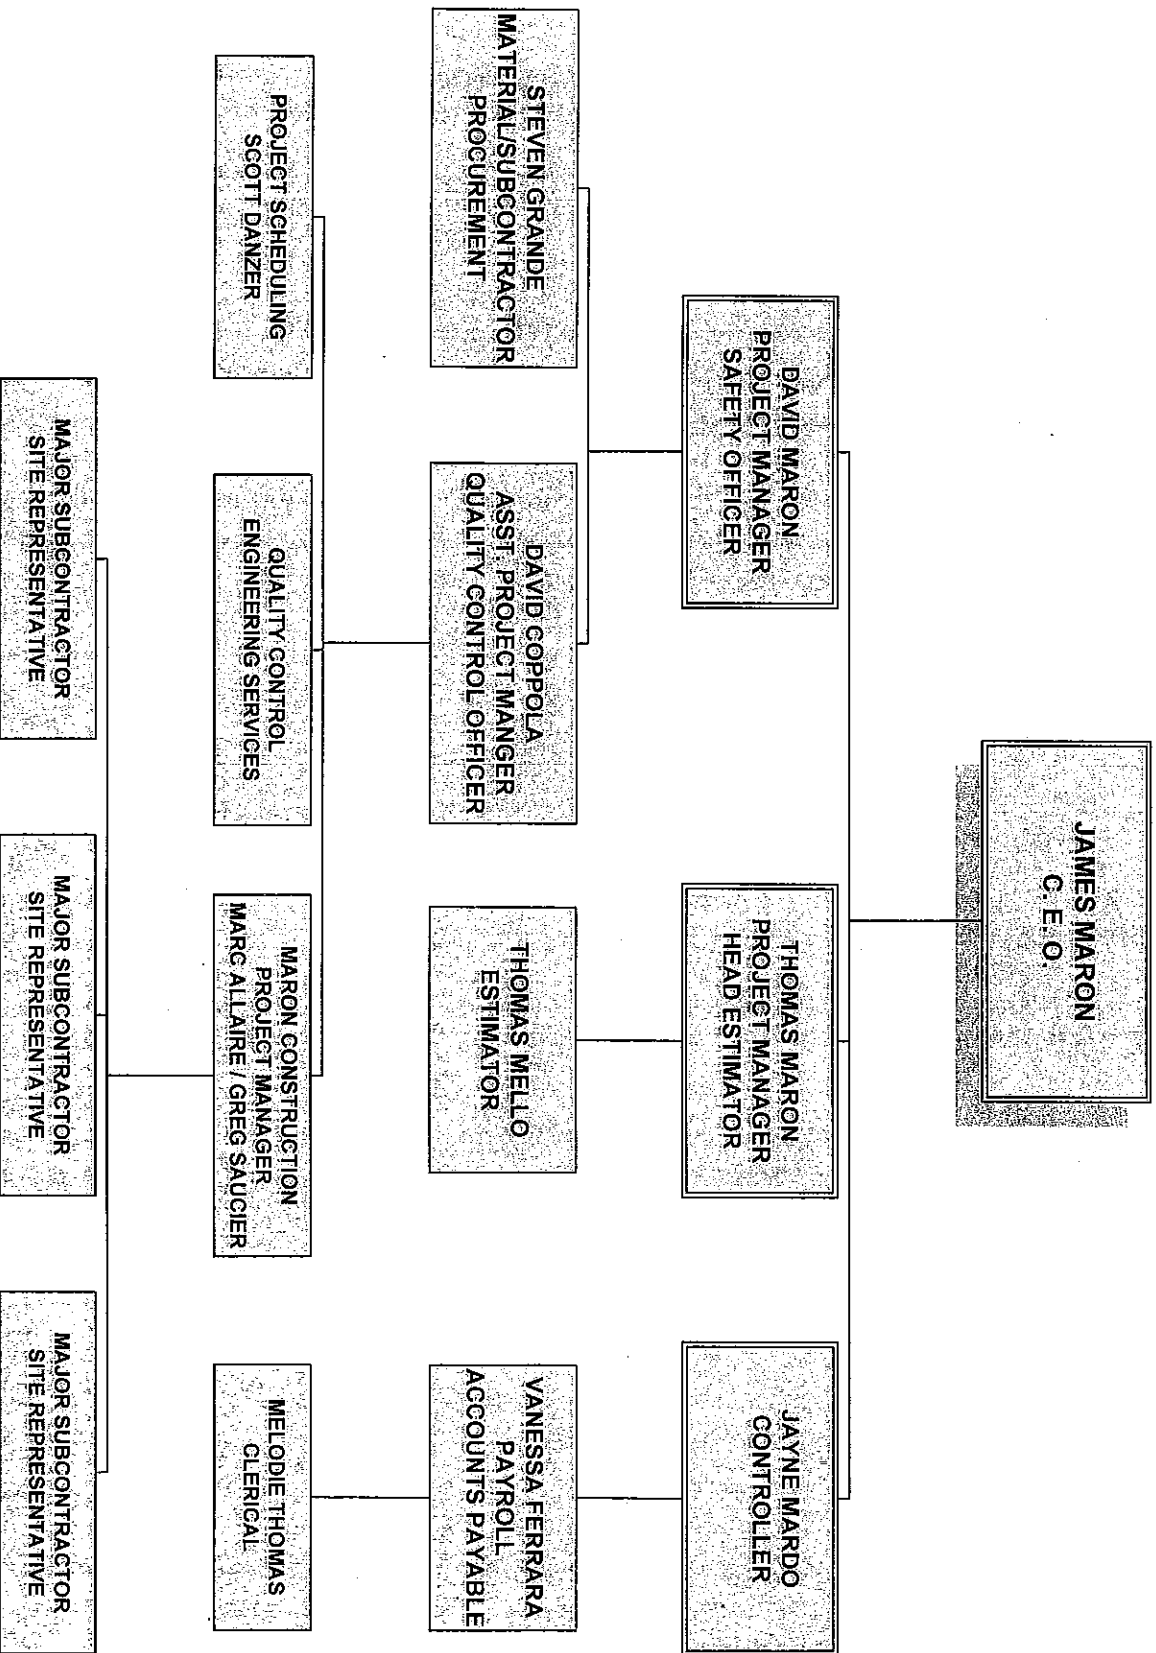 JAMES MARON
C. E. O.
DAVID MARON
PROJECT MANAGER
SAFETY OFFICER
THOMAS MARON
PROJECT MANAGER
HEAD ESTIMATOR
JAYNE MARDO
CONTROLLER
STEVEN GRANDE
MATERIAL/SUBCONTRACTOR
PROCUREMENT
DAVID COPPOLA
ASST. PROJECT MANGER
QUALITY CONTROL OFFICER
THOMAS MELLO
ESTIMATOR
VANESSA FERRARA
PAYROLL
ACCOUNTS PAYABLE
PROJECT SCHEDULING
SCOTT DANZER
QUALITY CONTROL
ENGINEERING SERVICES
MARON CONSTRUCTION
PROJECT MANAGER
MARC ALLAIRE / GREG SAUCIER
MELODIE THOMAS
CLERICAL
MAJOR SUBCONTRACTOR
SITE REPRESENTATIVE
MAJOR SUBCONTRACTOR
SITE REPRESENTATIVE
MAJOR SUBCONTRACTOR
SITE REPRESENTATIVE